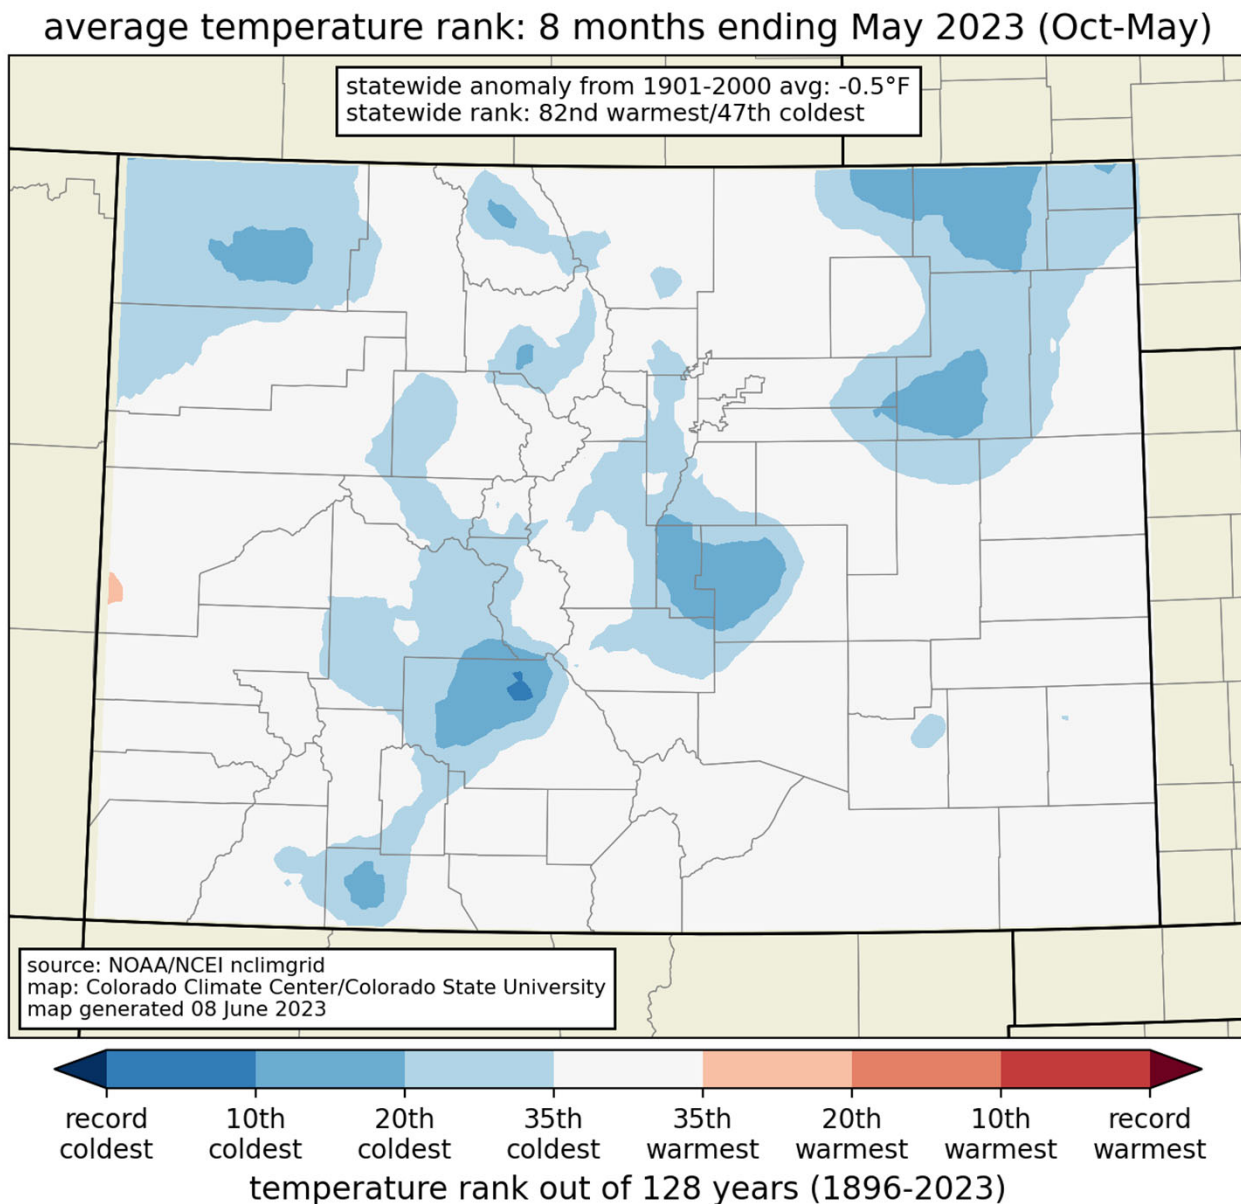 average temperature rank: 8 months ending May 2023 (Oct-May)
statewide anomaly from 1901-2000 avg: -0.5°F
statewide rank: 82nd warmest/47th coldest
source: NOAA/NCEI nclimgrid
map: Colorado Climate Center/Colorado State University
map generated 08 June 2023
record coldest
10th coldest
20th coldest
35th coldest
35th warmest
20th warmest
10th warmest
record warmest
temperature rank out of 128 years (1896-2023)